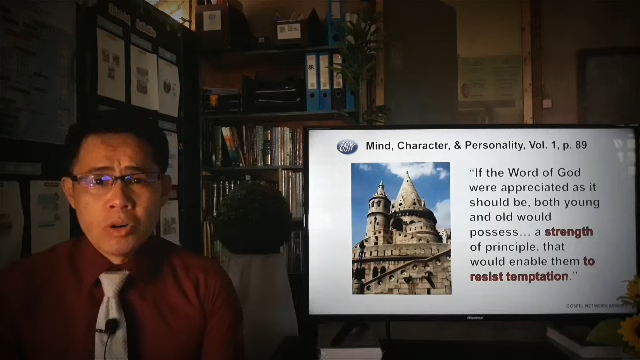 Mind, Character, & Personality, Vol. 1, p. 89
“If the Word of God
were appreciated as it
should be, both young
and old would
possess... a strength
of principle, that
would enable them to
resist temptation.”